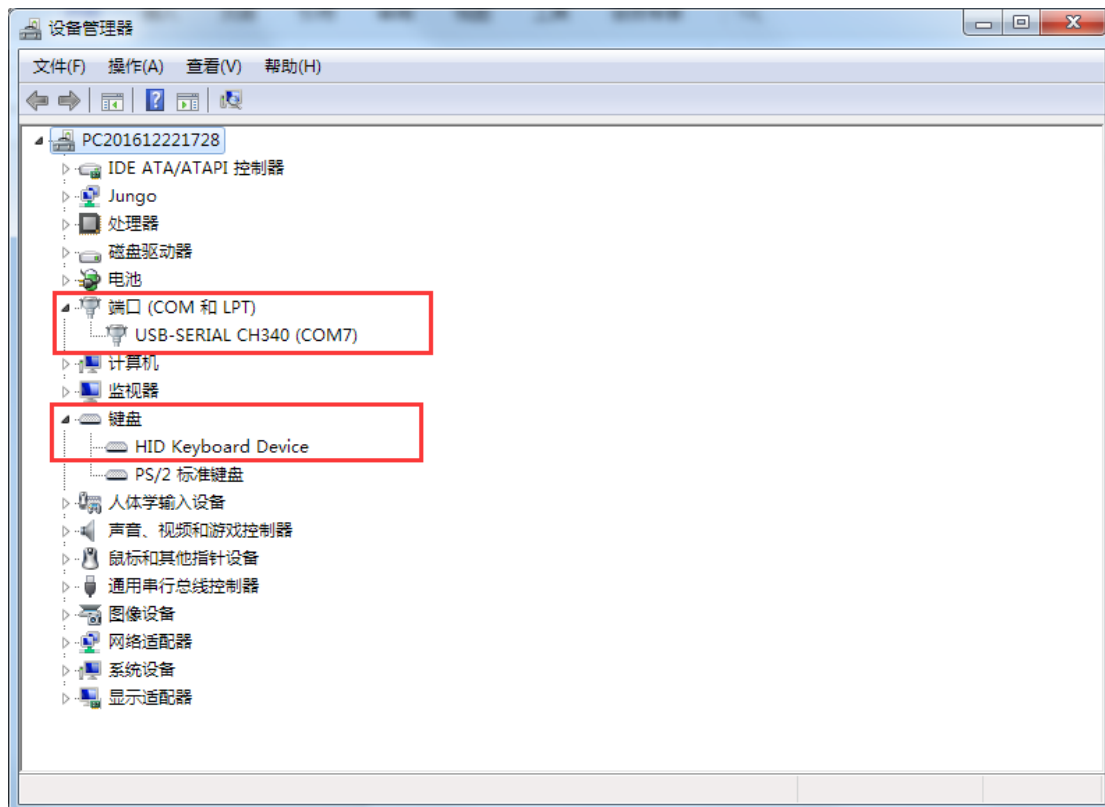 设备管理器
文件(F) 操作(A) 查看(V) 帮助(H)
PC201612221728
IDE ATA/ATAPI 控制器
Jungo
处理器
磁盘驱动器
电池
端口 (COM 和 LPT)
USB-SERIAL CH340 (COM7)
计算机
监视器
键盘
HID Keyboard Device
PS/2 标准键盘
人体学输入设备
声音、视频和游戏控制器
鼠标和其他指针设备
通用串行总线控制器
图像设备
网络适配器
系统设备
显示适配器